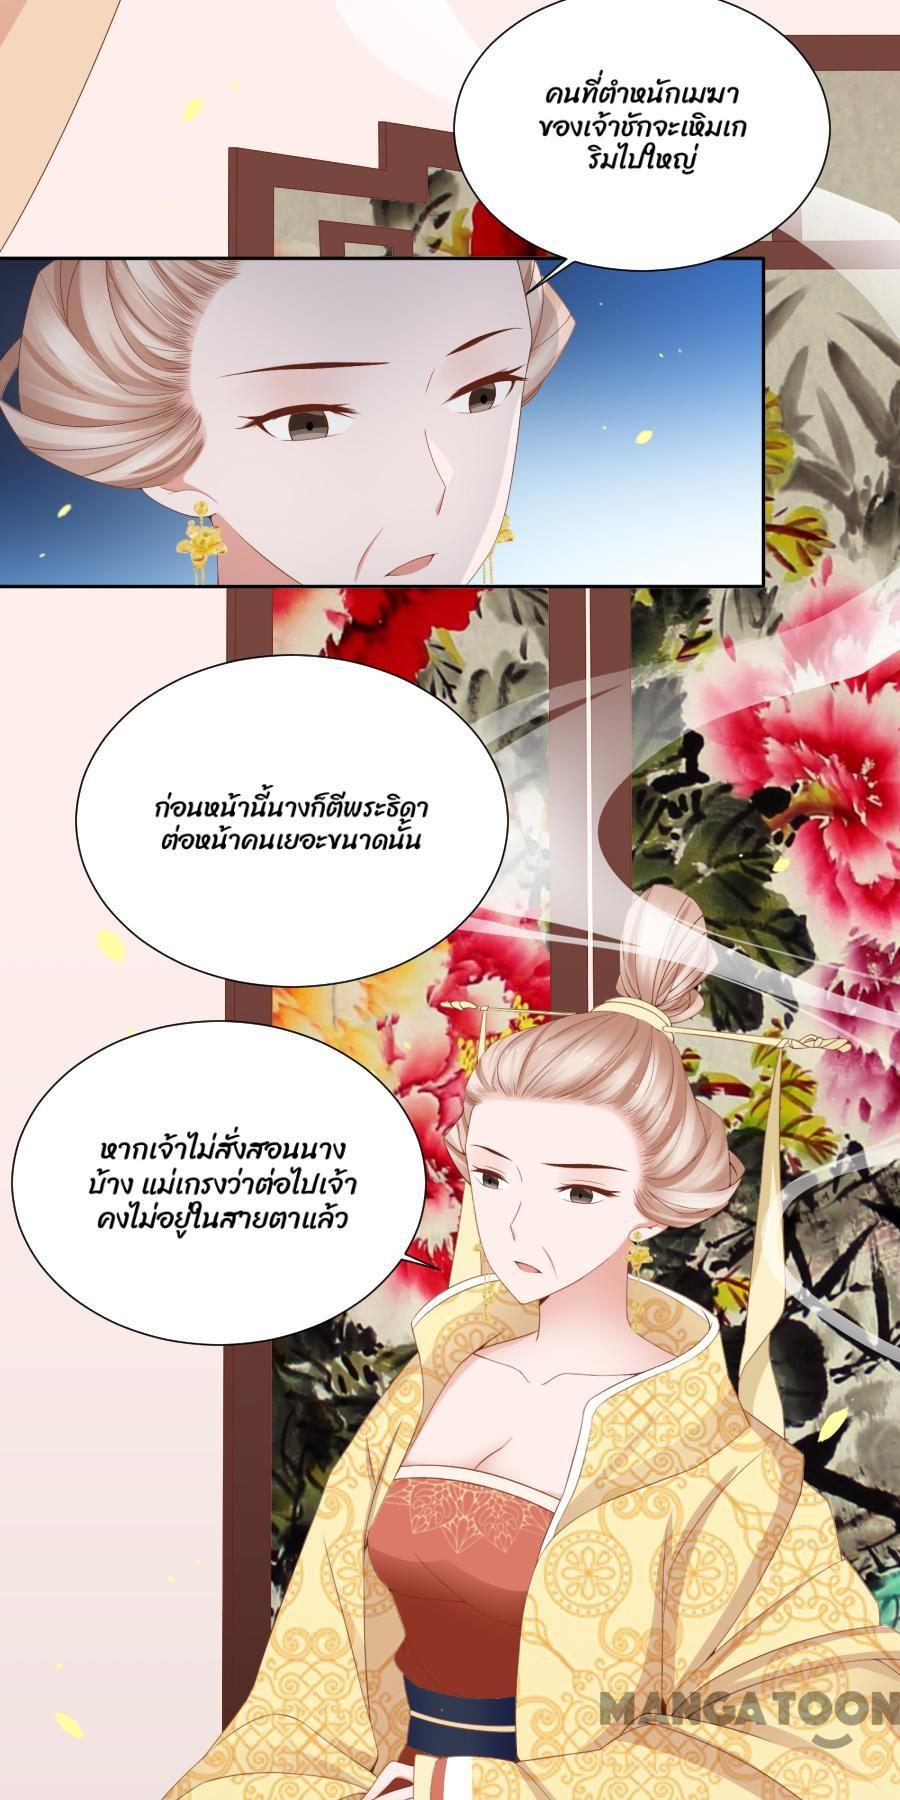 คนที่ตำหนักเมฆา
ของเจ้าชักจะเหิมเก
ริมไปใหญ่
ก่อนหน้านี้นางก็ตีพระธิดา
ต่อหน้าคนเยอะขนาดนั้น
หากเจ้าไม่สั่งสอนนาง
บ้าง แม่เกรงว่าต่อไปเจ้า
คงไม่อยู่ในสายตาแล้ว
MANGATOON